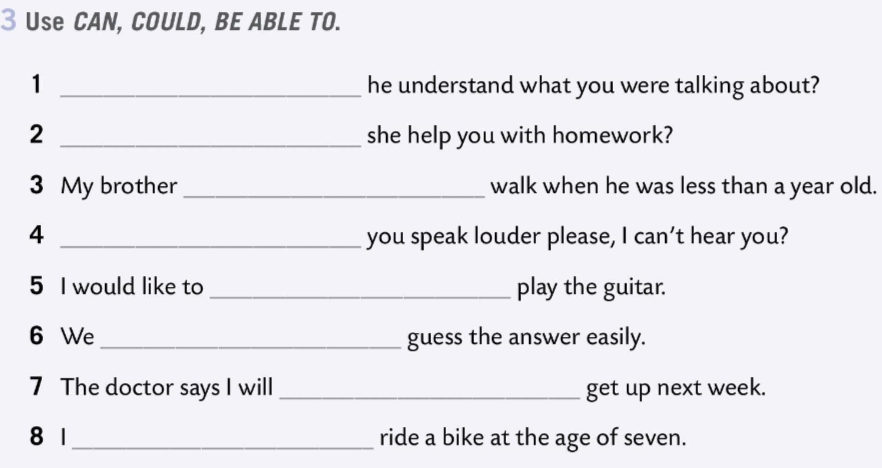 3 Use CAN, COULD, BE ABLE TO.
1 ____________________ he understand what you were talking about?
2 ____________________ she help you with homework?
3 My brother ____________________ walk when he was less than a year old.
4 ____________________ you speak louder please, I can't hear you?
5 I would like to ____________________ play the guitar.
6 We ____________________ guess the answer easily.
7 The doctor says I will ____________________ get up next week.
8 I ____________________ ride a bike at the age of seven.